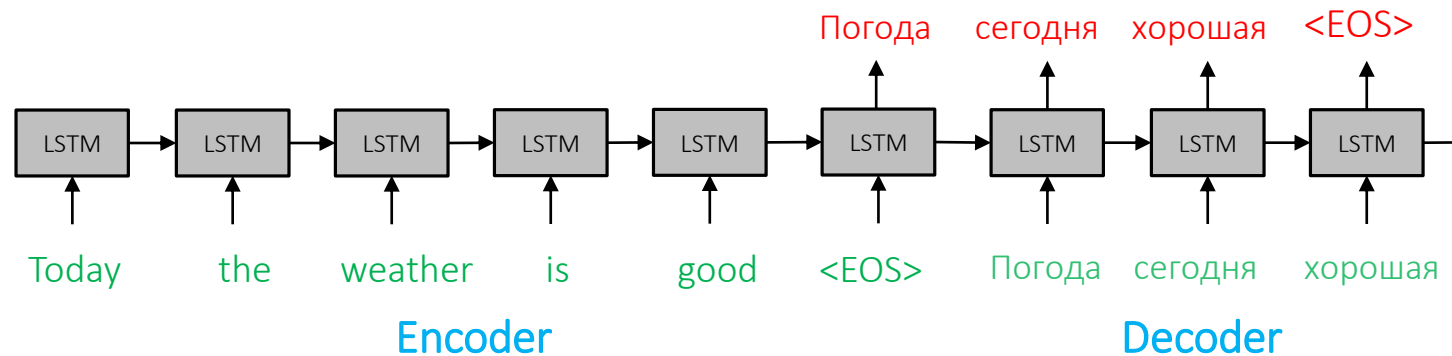 Погода сегодня хорошая <EOS>
LSTM LSTM LSTM LSTM LSTM LSTM LSTM LSTM LSTM
Today the weather is good <EOS> Погода сегодня хорошая
Encoder Decoder